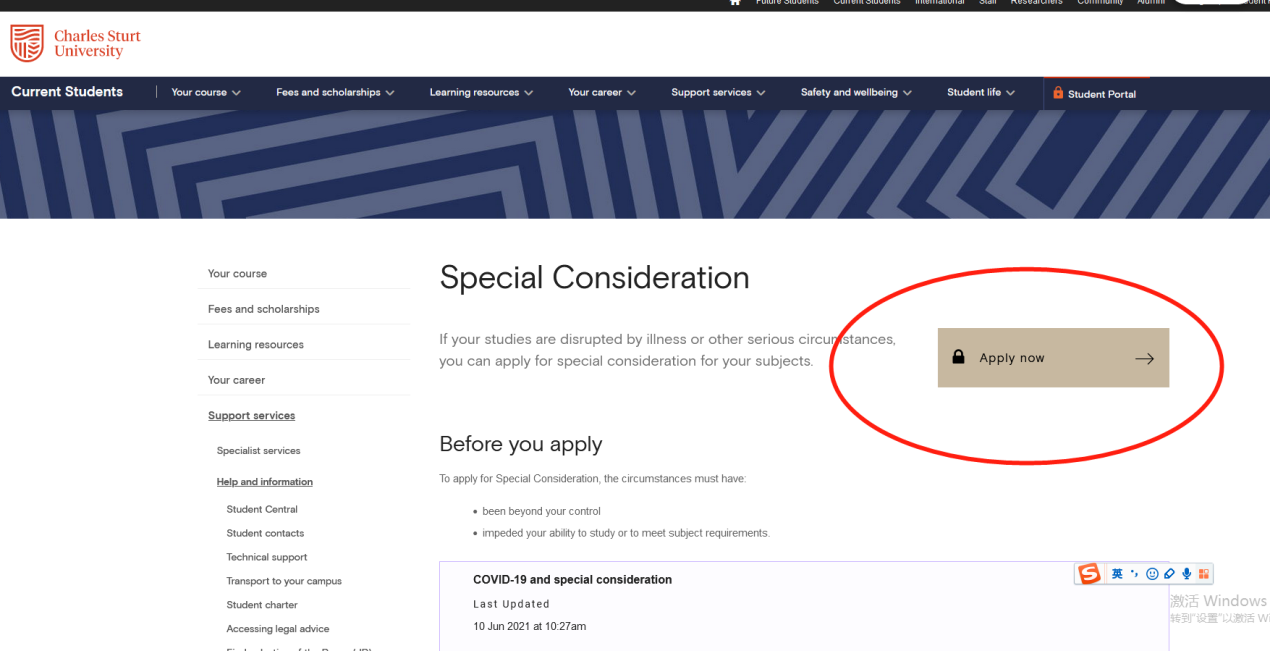 Future Students Current Students International Staff Researchers Community Alumni
Charles Sturt
University
Current Students Your course Fees and scholarships Learning resources Your career Support services Safety and wellbeing Student life Student Portal
Your course
Fees and scholarships
Learning resources
Your career
Support services
Specialist services
Help and information
Student Central
Student contacts
Technical support
Transport to your campus
Student charter
Accessing legal advice
Special Consideration
If your studies are disrupted by illness or other serious circumstances,
you can apply for special consideration for your subjects.
Apply now
Before you apply
To apply for Special Consideration, the circumstances must have:
• been beyond your control
• impeded your ability to study or to meet subject requirements.
COVID-19 and special consideration
Last Updated
10 Jun 2021 at 10:27am
S 英
激活 Windows
转到"设置"以激活 Wi